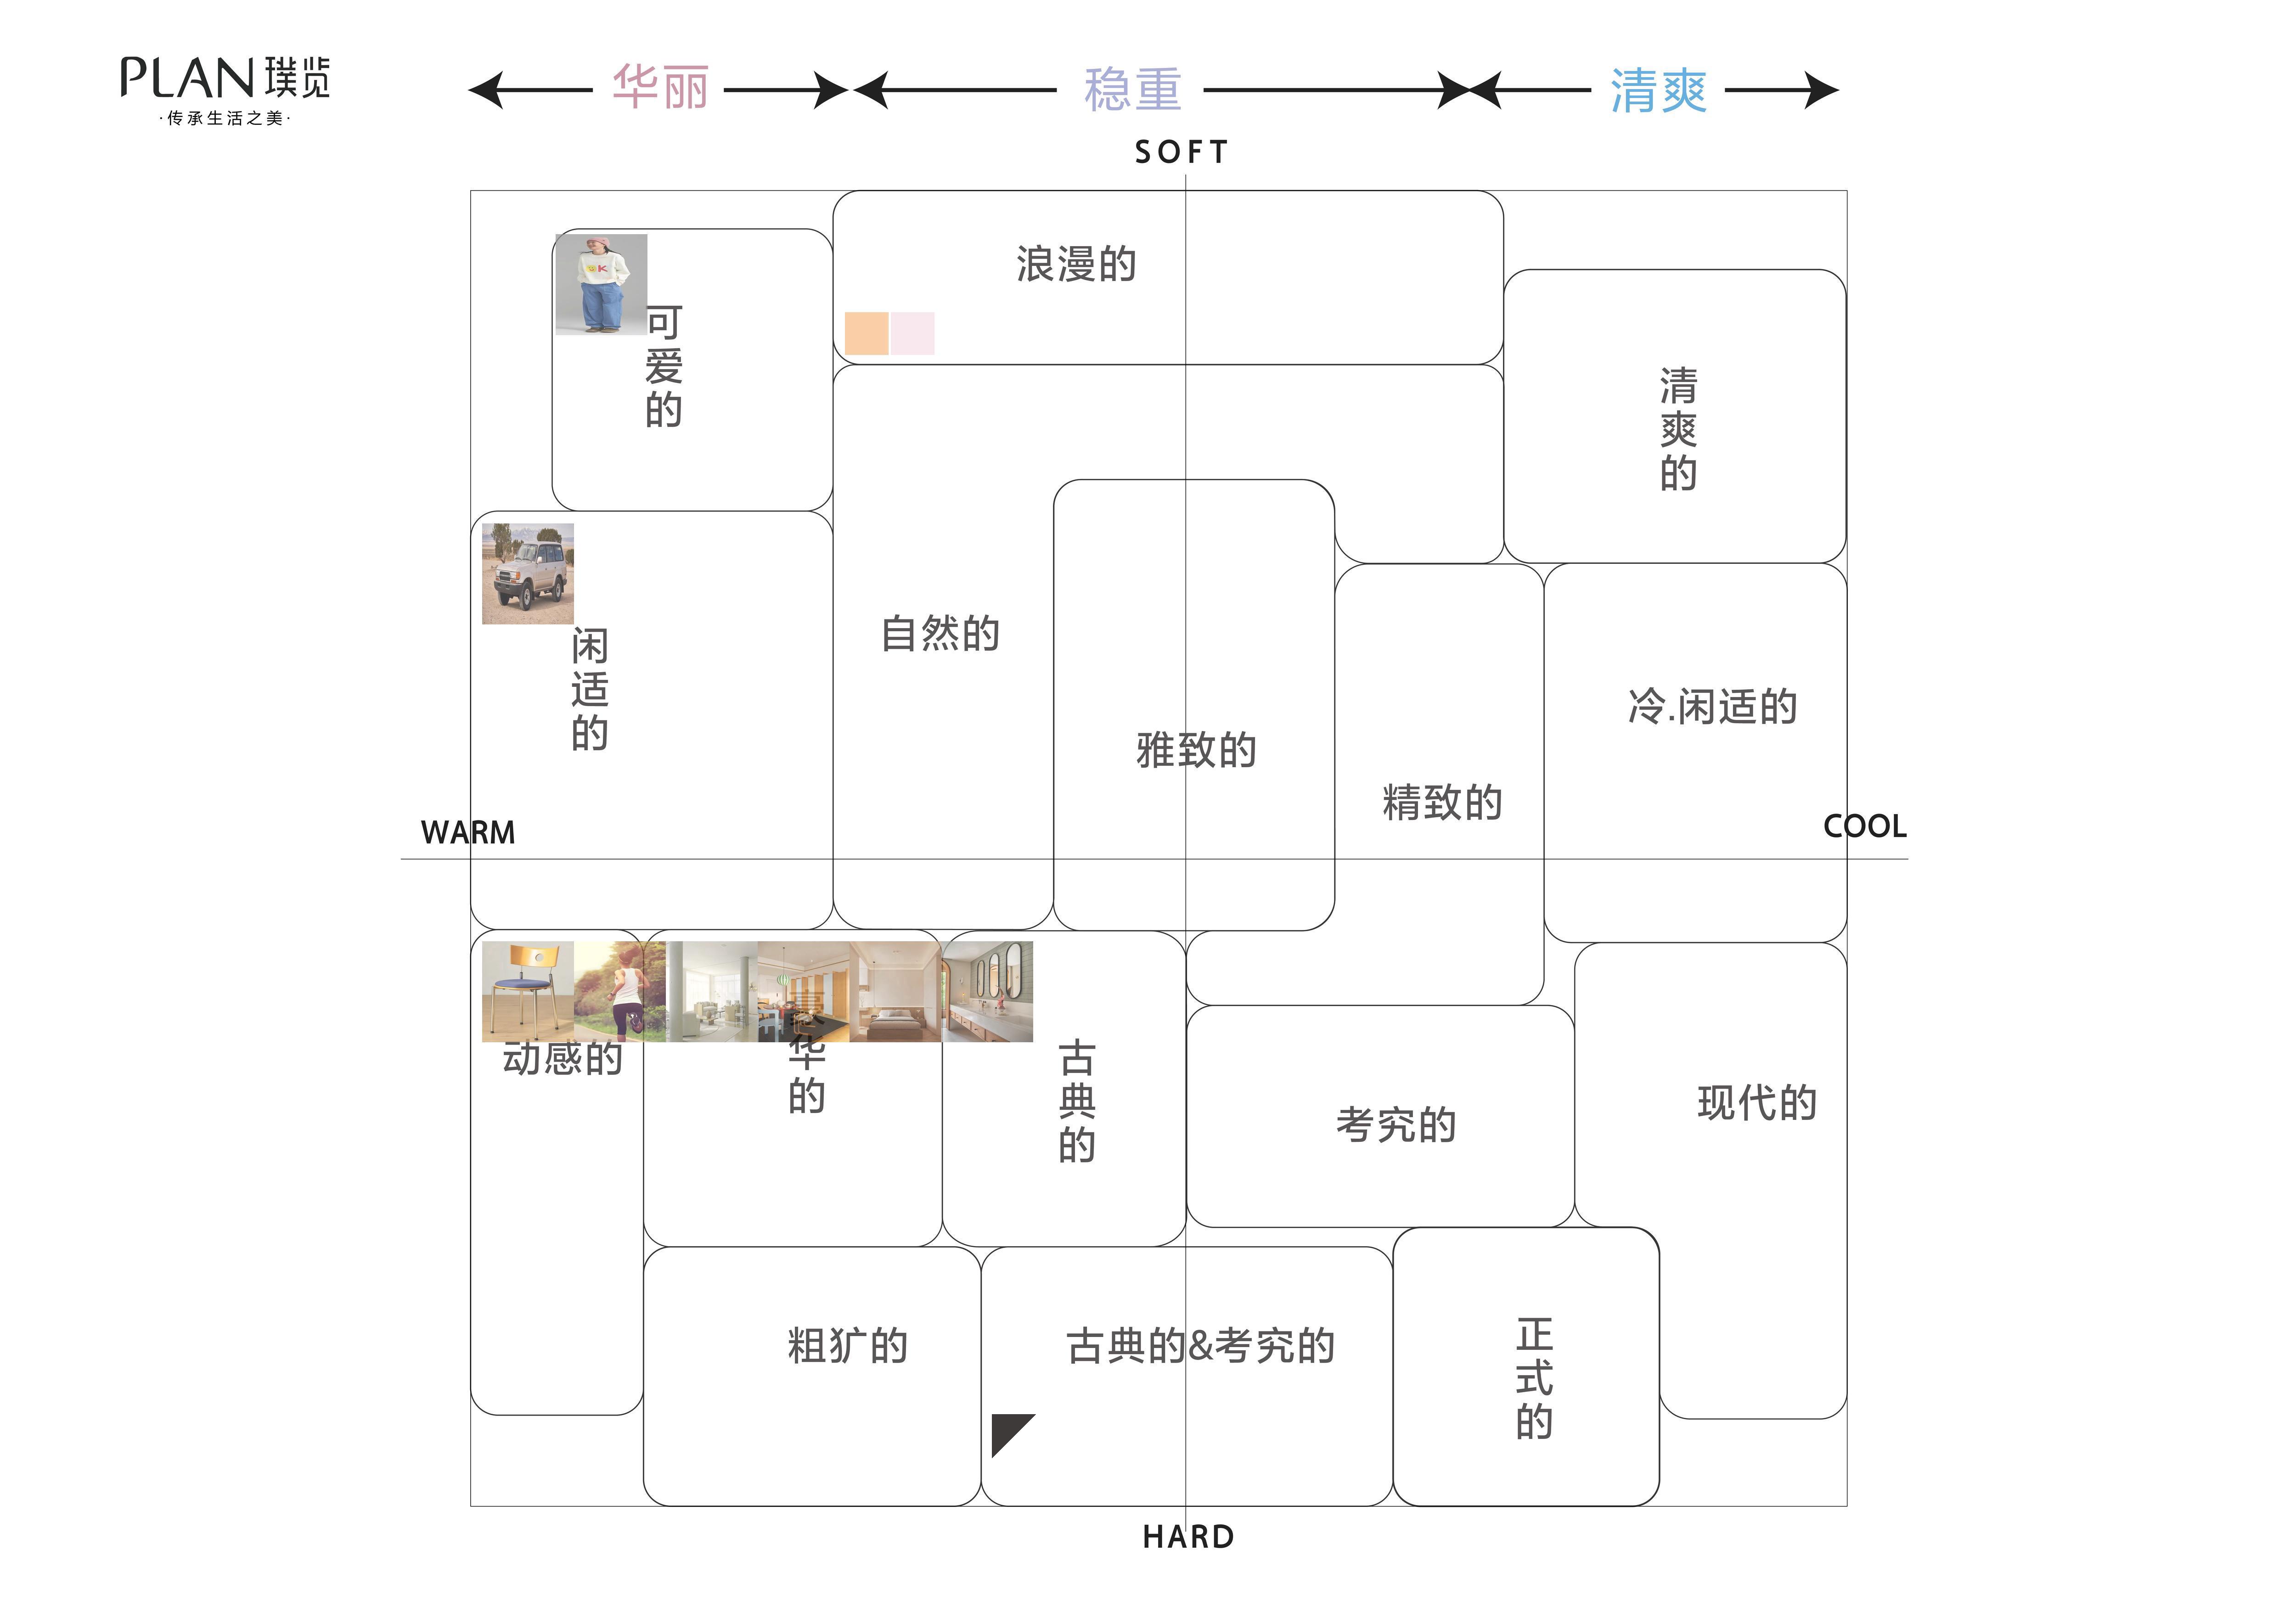 PLAN 璞览
·传承生活之美·
华丽
稳重
清爽
SOFT
浪漫的
可爱的
清爽的
自然的
闲适的
冷.闲适的
雅致的
精致的
WARM
COOL
动感的
豪华的
古典的
考究的
现代的
粗犷的
古典的&考究的
正式的
HARD